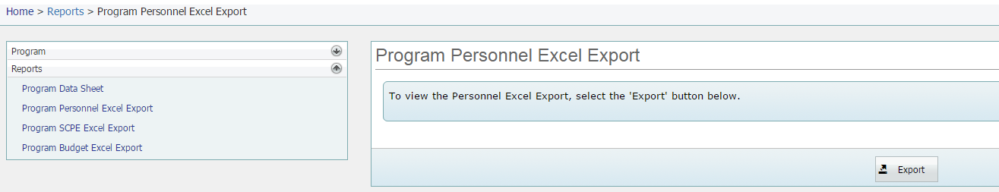 Home > Reports > Program Personnel Excel Export
Program
Reports
Program Data Sheet
Program Personnel Excel Export
Program SCPE Excel Export
Program Budget Excel Export
Program Personnel Excel Export
To view the Personnel Excel Export, select the 'Export' button below.
Export